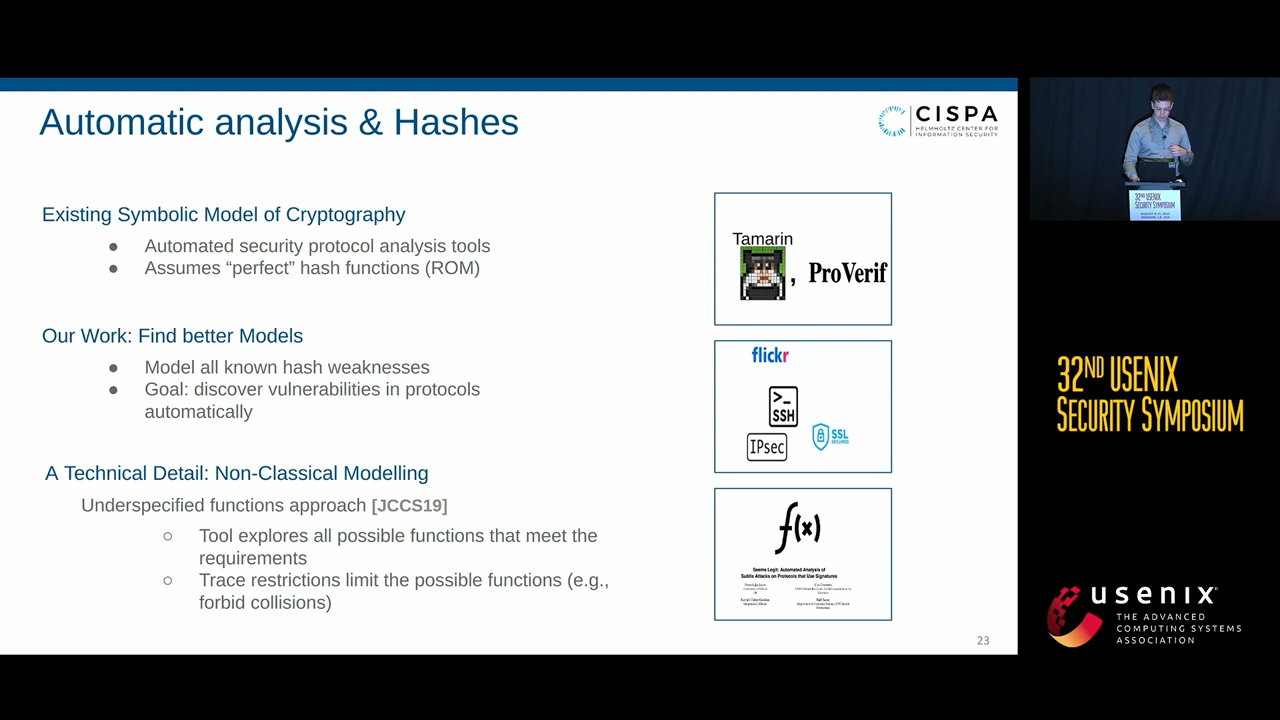 Automatic analysis & Hashes
CISPA
HELMHOLTZ CENTER FOR
INFORMATION SECURITY
Existing Symbolic Model of Cryptography
● Automated security protocol analysis tools
● Assumes “perfect” hash functions (ROM)
Tamarin
, ProVerif
Our Work: Find better Models
● Model all known hash weaknesses
● Goal: discover vulnerabilities in protocols
automatically
flickr
>_
SSH
IPsec
SSL
SECURED
A Technical Detail: Non-Classical Modelling
Underspecified functions approach [JCCS19]
○ Tool explores all possible functions that meet the
requirements
○ Trace restrictions limit the possible functions (e.g.,
forbid collisions)
f(x)
Seems Legit: Automated Analysis of
Subtle Attacks on Protocols that Use Signatures
23
32ND USENIX
SECURITY SYMPOSIUM
32ND USENIX
SECURITY SYMPOSIUM
usenix
THE ADVANCED
COMPUTING SYSTEMS
ASSOCIATION